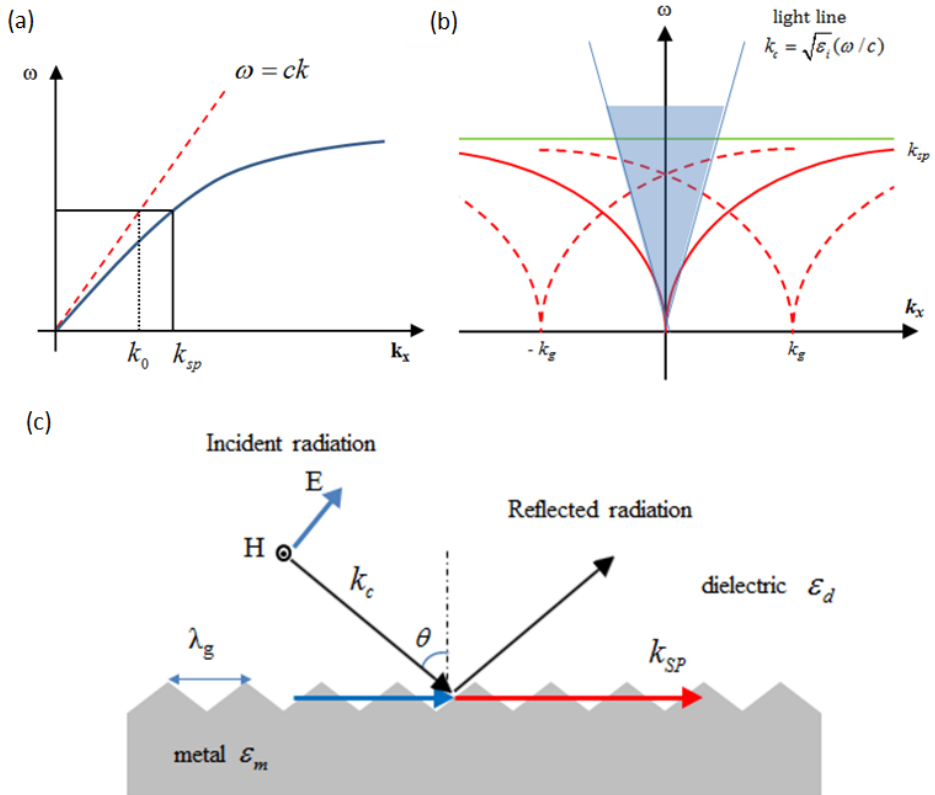 (a)
ω
ω = ck
k₀
k_sp
k_x
(b)
ω
light line
k_c = √ε_i (ω / c)
k_sp
k_x
- k_g
k_g
(c)
Incident radiation
E
Reflected radiation
H
k_c
dielectric ε_d
θ
λ_g
k_SP
metal ε_m